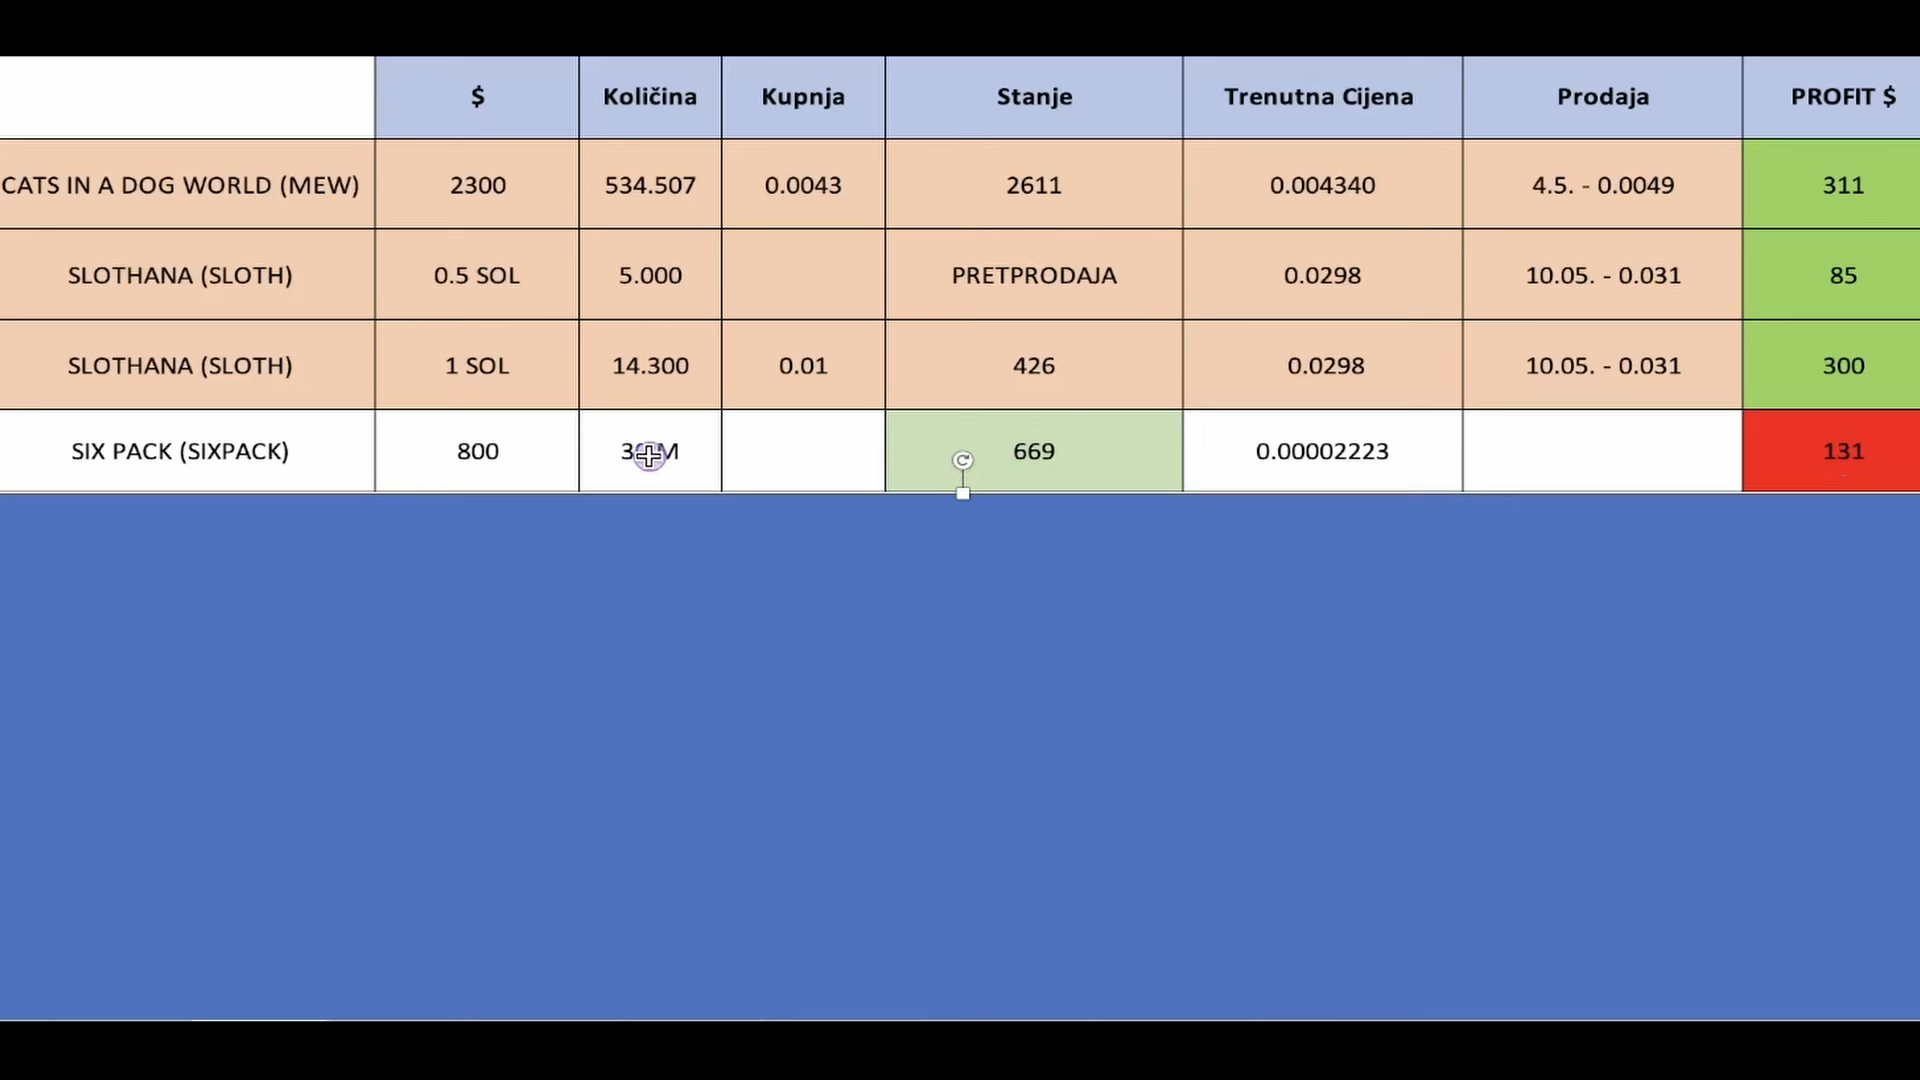 $ Količina Kupnja Stanje Trenutna Cijena Prodaja PROFIT $
CATS IN A DOG WORLD (MEW) 2300 534.507 0.0043 2611 0.004340 4.5. - 0.0049 311
SLOTHANA (SLOTH) 0.5 SOL 5.000 PRETPRODAJA 0.0298 10.05. - 0.031 85
SLOTHANA (SLOTH) 1 SOL 14.300 0.01 426 0.0298 10.05. - 0.031 300
SIX PACK (SIXPACK) 800 669 0.00002223 131